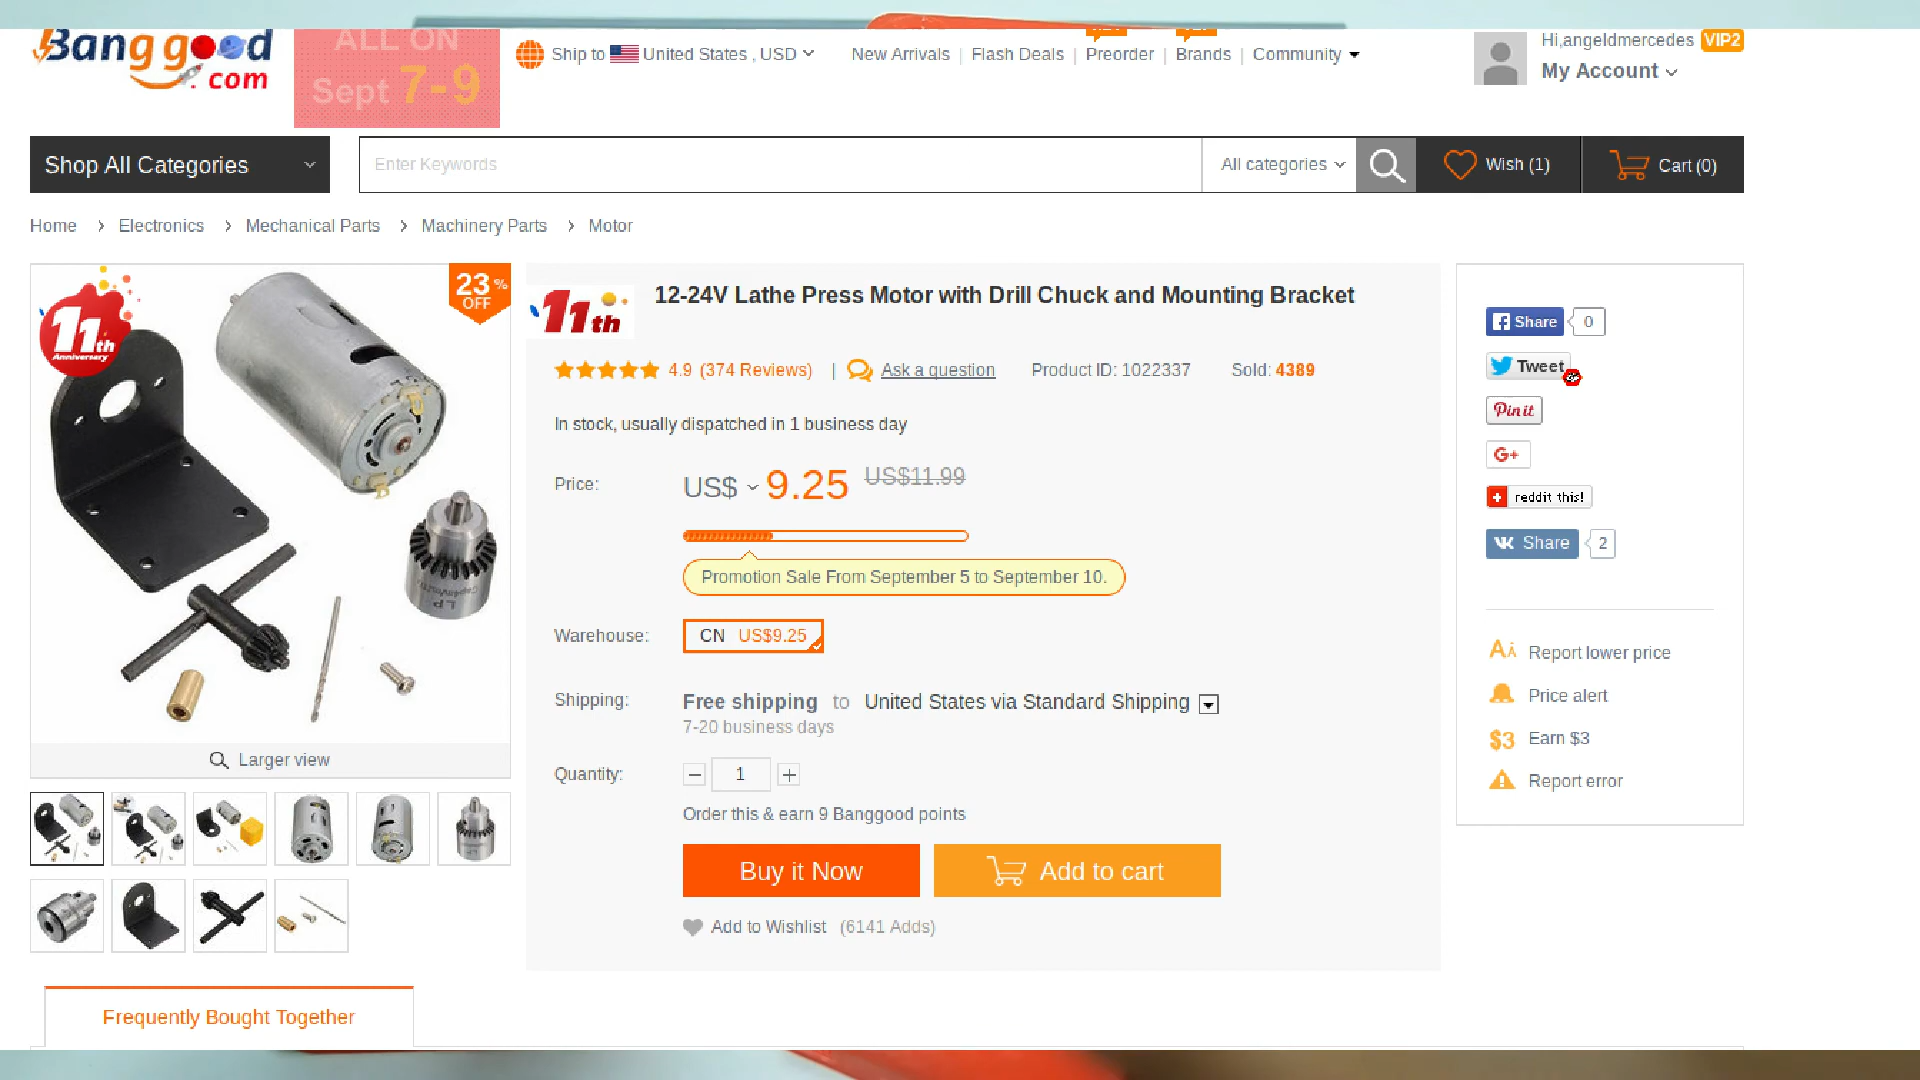 Banggood
.com
ALL ON
Sept 7-9
Ship to United States , USD
New Arrivals | Flash Deals | Preorder | Brands | Community
Hi,angeldmercedes VIP2
My Account
Shop All Categories
Enter Keywords
All categories
Wish (1)
Cart (0)
Home > Electronics > Mechanical Parts > Machinery Parts > Motor
11th
Anniversary
23%
OFF
Larger view
11th
12-24V Lathe Press Motor with Drill Chuck and Mounting Bracket
4.9 (374 Reviews) | Ask a question Product ID: 1022337 Sold: 4389
In stock, usually dispatched in 1 business day
Price: US$ 9.25 US$11.99
Promotion Sale From September 5 to September 10.
Warehouse: CN US$9.25
Shipping: Free shipping to United States via Standard Shipping
7-20 business days
Quantity: 1
Order this & earn 9 Banggood points
Buy it Now
Add to cart
Add to Wishlist (6141 Adds)
Share 0
Tweet
Pin it
G+
reddit this!
Share 2
Report lower price
Price alert
$3 Earn $3
Report error
Frequently Bought Together